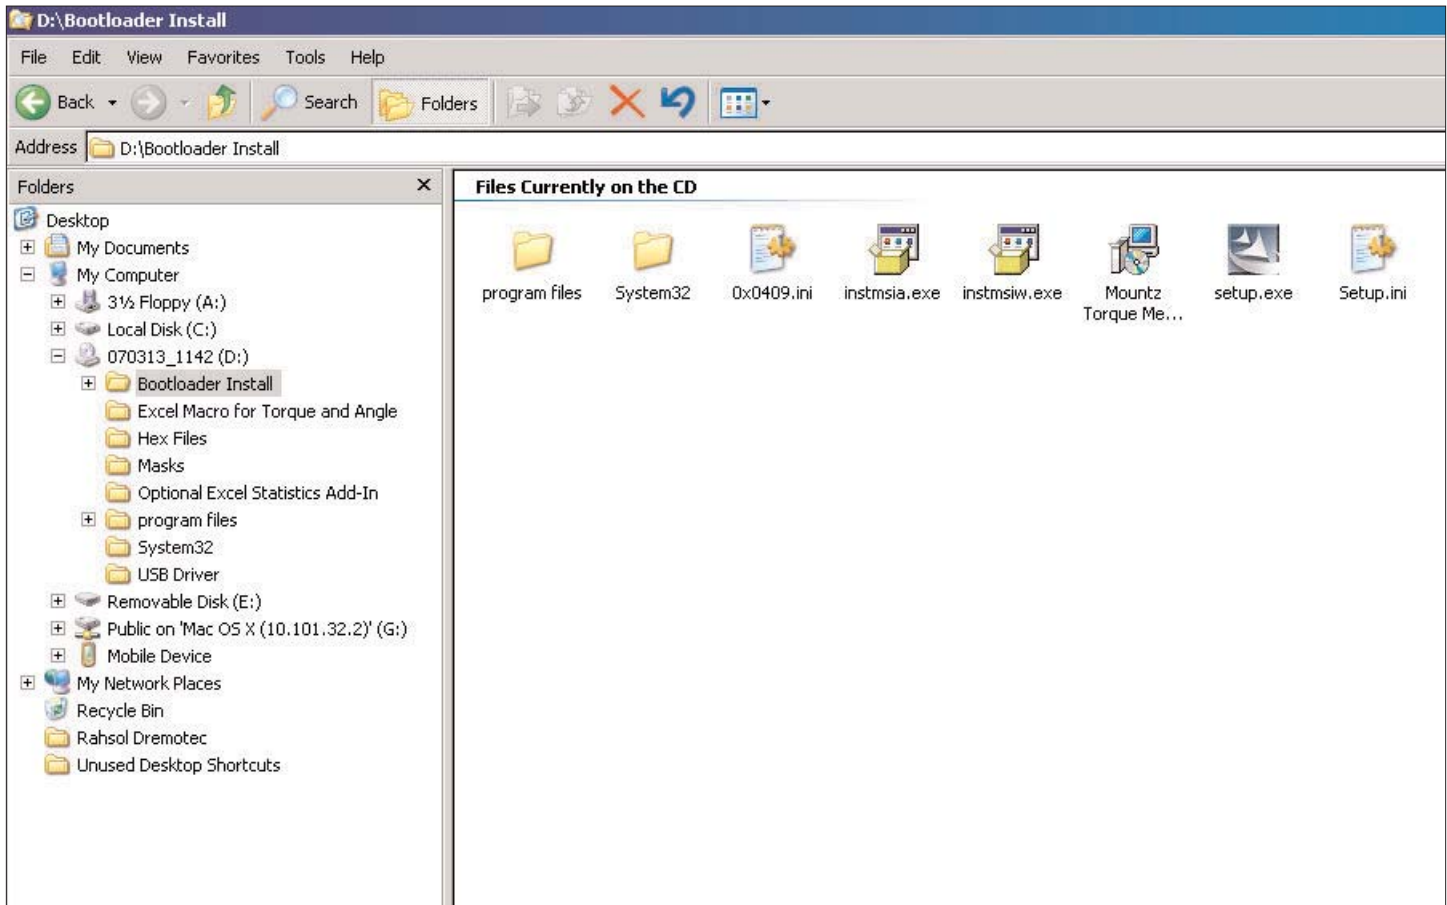 D:\Bootloader Install
File Edit View Favorites Tools Help
Back Search Folders
Address D:\Bootloader Install
Folders
Desktop
My Documents
My Computer
3½ Floppy (A:)
Local Disk (C:)
070313_1142 (D:)
Bootloader Install
Excel Macro for Torque and Angle
Hex Files
Masks
Optional Excel Statistics Add-In
program files
System32
USB Driver
Removable Disk (E:)
Public on 'Mac OS X (10.101.32.2)' (G:)
Mobile Device
My Network Places
Recycle Bin
Rahsol Dremotec
Unused Desktop Shortcuts
Files Currently on the CD
program files System32 0x0409.ini instmsia.exe instmsiw.exe Mountz setup.exe Setup.ini
Torque Me...